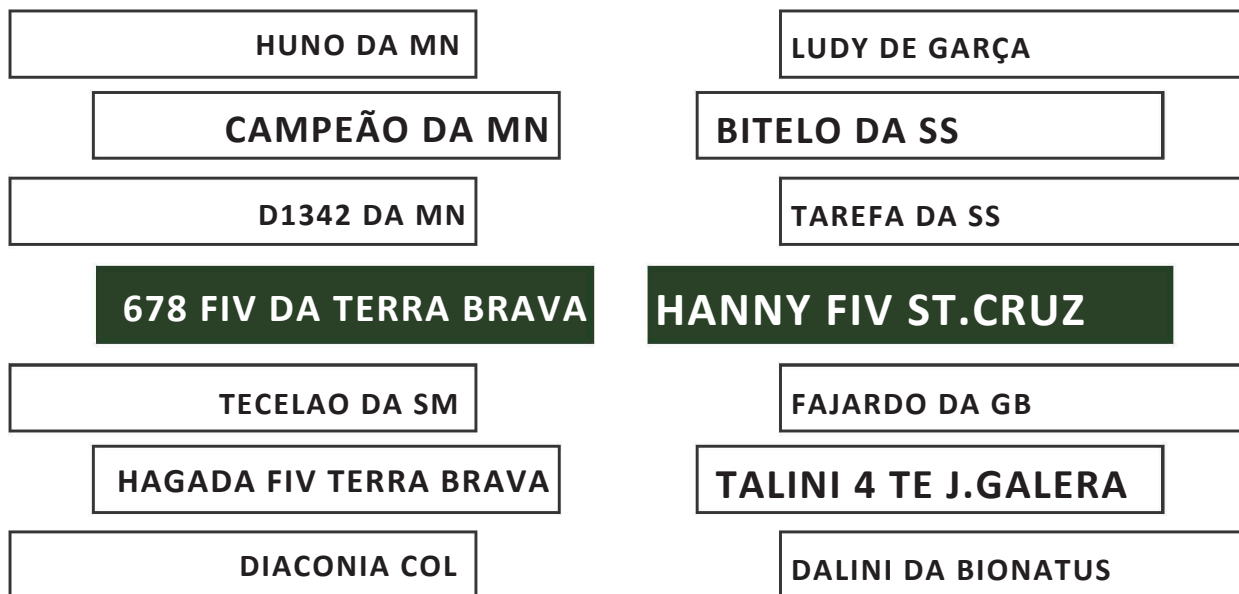 HUNO DA MN
CAMPEÃO DA MN
D1342 DA MN
678 FIV DA TERRA BRAVA
TECELAO DA SM
HAGADA FIV TERRA BRAVA
DIACONIA COL
LUDY DE GARÇA
BITELO DA SS
TAREFA DA SS
HANNY FIV ST.CRUZ
FAJARDO DA GB
TALINI 4 TE J.GALERA
DALINI DA BIONATUS